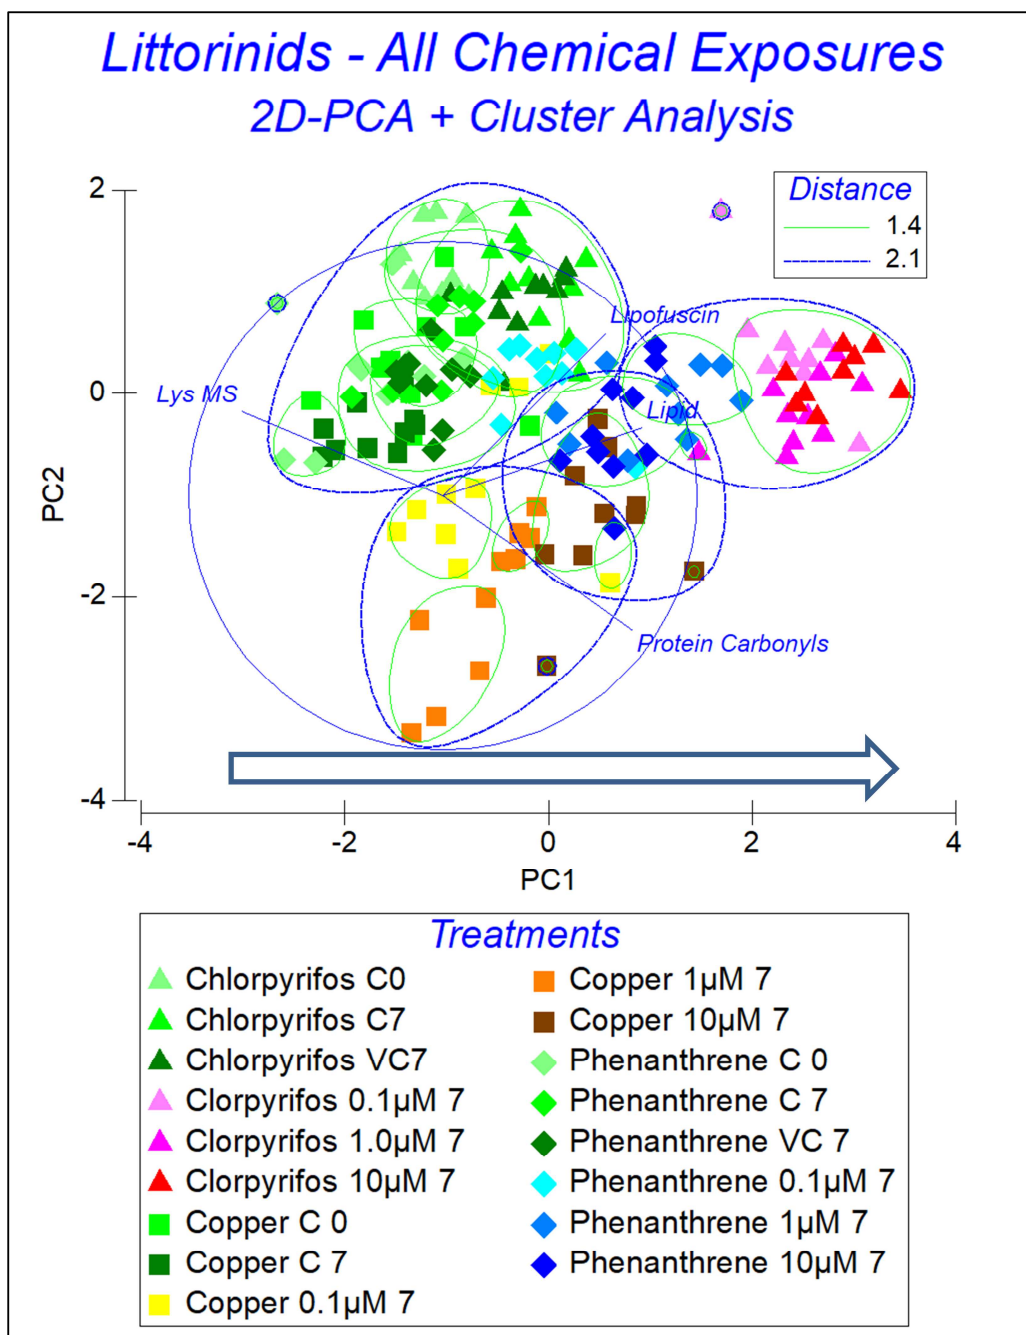 Littorinids - All Chemical Exposures
2D-PCA + Cluster Analysis
2
Distance
1.4
2.1
Lipofuscin
0
Lys MS
Lipid
PC2
-2
Protein Carbonyls
-4
-4 -2 0 2 4
PC1
Treatments
Chlorpyrifos C0
Chlorpyrifos C7
Chlorpyrifos VC7
Clorpyrifos 0.1µM 7
Clorpyrifos 1.0µM 7
Clorpyrifos 10µM 7
Copper C 0
Copper C 7
Copper 0.1µM 7
Copper 1µM 7
Copper 10µM 7
Phenanthrene C 0
Phenanthrene C 7
Phenanthrene VC 7
Phenanthrene 0.1µM 7
Phenanthrene 1µM 7
Phenanthrene 10µM 7